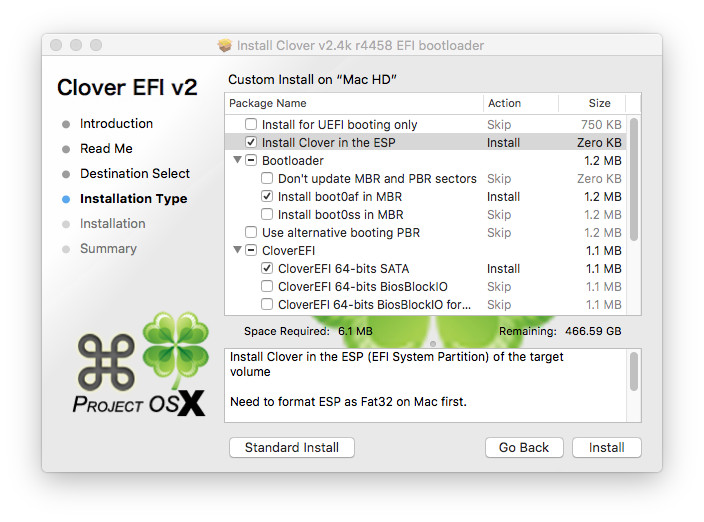 Install Clover v2.4k r4458 EFI bootloader
Clover EFI v2
Introduction
Read Me
Destination Select
Installation Type
Installation
Summary
PROJECT OSX
Custom Install on “Mac HD”
Package Name Action Size
Install for UEFI booting only Skip 750 KB
Install Clover in the ESP Install Zero KB
Bootloader 1.2 MB
Don't update MBR and PBR sectors Skip Zero KB
Install boot0af in MBR Install 1.2 MB
Install boot0ss in MBR Skip 1.2 MB
Use alternative booting PBR Skip 1.2 MB
CloverEFI 1.1 MB
CloverEFI 64-bits SATA Install 1.1 MB
CloverEFI 64-bits BiosBlockIO Skip 1.1 MB
CloverEFI 64-bits BiosBlockIO for... Skip 1.1 MB
Space Required: 6.1 MB Remaining: 466.59 GB
Install Clover in the ESP (EFI System Partition) of the target
volume
Need to format ESP as Fat32 on Mac first.
Standard Install Go Back Install